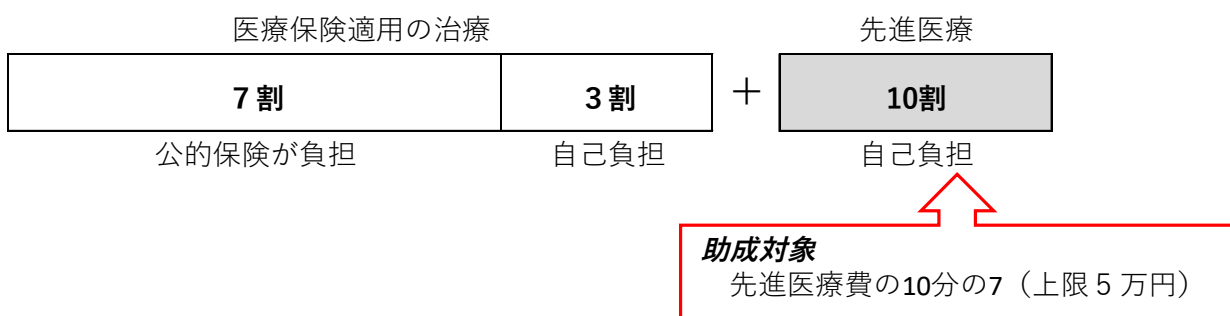 医療保険適用の治療 先進医療
7割 3割 + 10割
公的保険が負担 自己負担 自己負担
助成対象
先進医療費の10分の7（上限５万円）